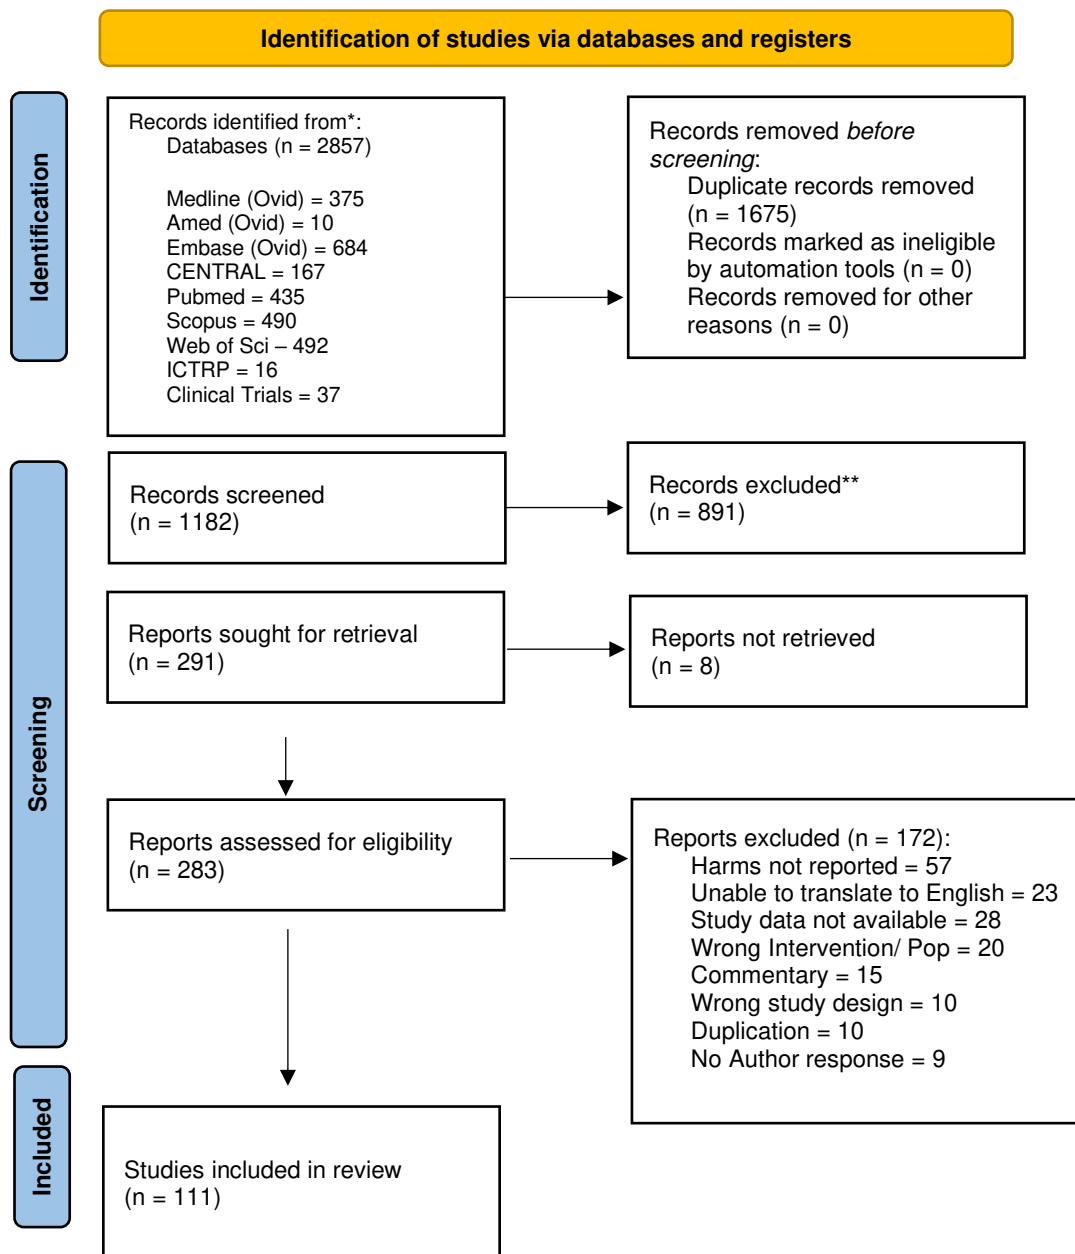 Identification of studies via databases and registers
Identification
Records identified from*:
Databases (n = 2857)
Medline (Ovid) = 375
Amed (Ovid) = 10
Embase (Ovid) = 684
CENTRAL = 167
Pubmed = 435
Scopus = 490
Web of Sci – 492
ICTRP = 16
Clinical Trials = 37
Records removed before
screening:
Duplicate records removed
(n = 1675)
Records marked as ineligible
by automation tools (n = 0)
Records removed for other
reasons (n = 0)
Screening
Records screened
(n = 1182)
Records excluded**
(n = 891)
Reports sought for retrieval
(n = 291)
Reports not retrieved
(n = 8)
Reports assessed for eligibility
(n = 283)
Reports excluded (n = 172):
Harms not reported = 57
Unable to translate to English = 23
Study data not available = 28
Wrong Intervention/ Pop = 20
Commentary = 15
Wrong study design = 10
Duplication = 10
No Author response = 9
Included
Studies included in review
(n = 111)